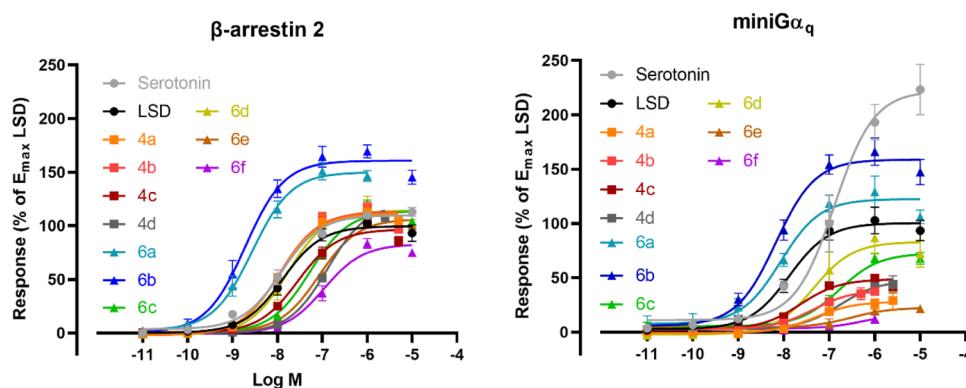 β-arrestin 2
Response (% of Emax LSD)
250
200
150
100
50
0
Serotonin
LSD
4a
4b
4c
4d
6a
6b
6c
6d
6e
6f
-11 -10 -9 -8 -7 -6 -5 -4
Log M
miniGαq
Response (% of Emax LSD)
250
200
150
100
50
0
Serotonin
LSD
4a
4b
4c
4d
6a
6b
6c
6d
6e
6f
-11 -10 -9 -8 -7 -6 -5 -4